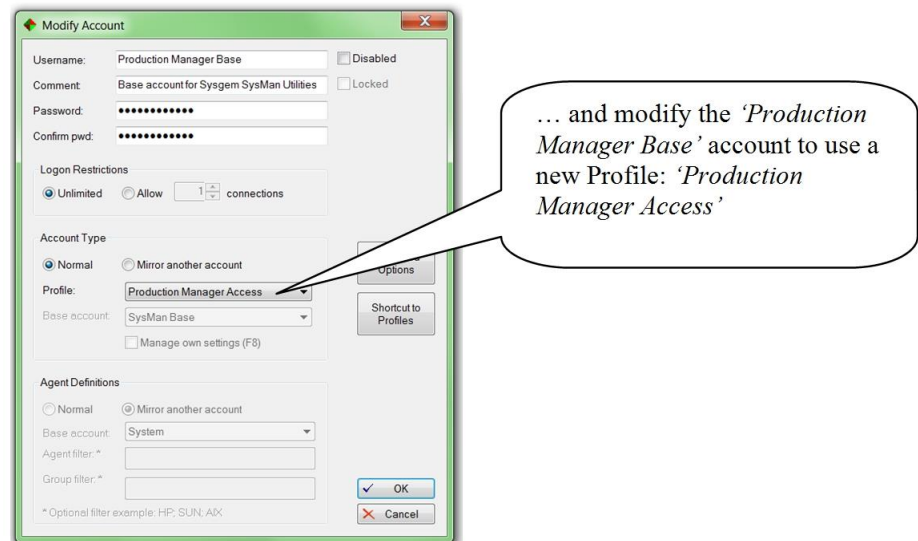 Modify Account
Username: Production Manager Base
Disabled
Comment: Base account for Sysgem SysMan Utilities
Locked
Password: ●●●●●●●●●●●●
Confirm pwd: ●●●●●●●●●●●●
Logon Restrictions
Unlimited Allow 1 connections
Account Type
Normal Mirror another account
Options
Profile: Production Manager Access
Shortcut to
Profiles
Base account: SysMan Base
Manage own settings (F8)
Agent Definitions
Normal Mirror another account
Base account: System
Agent filter: *
Group filter: *
* Optional filter example: HP; SUN; AIX
OK
Cancel
… and modify the ‘Production
Manager Base’ account to use a
new Profile: ‘Production
Manager Access’